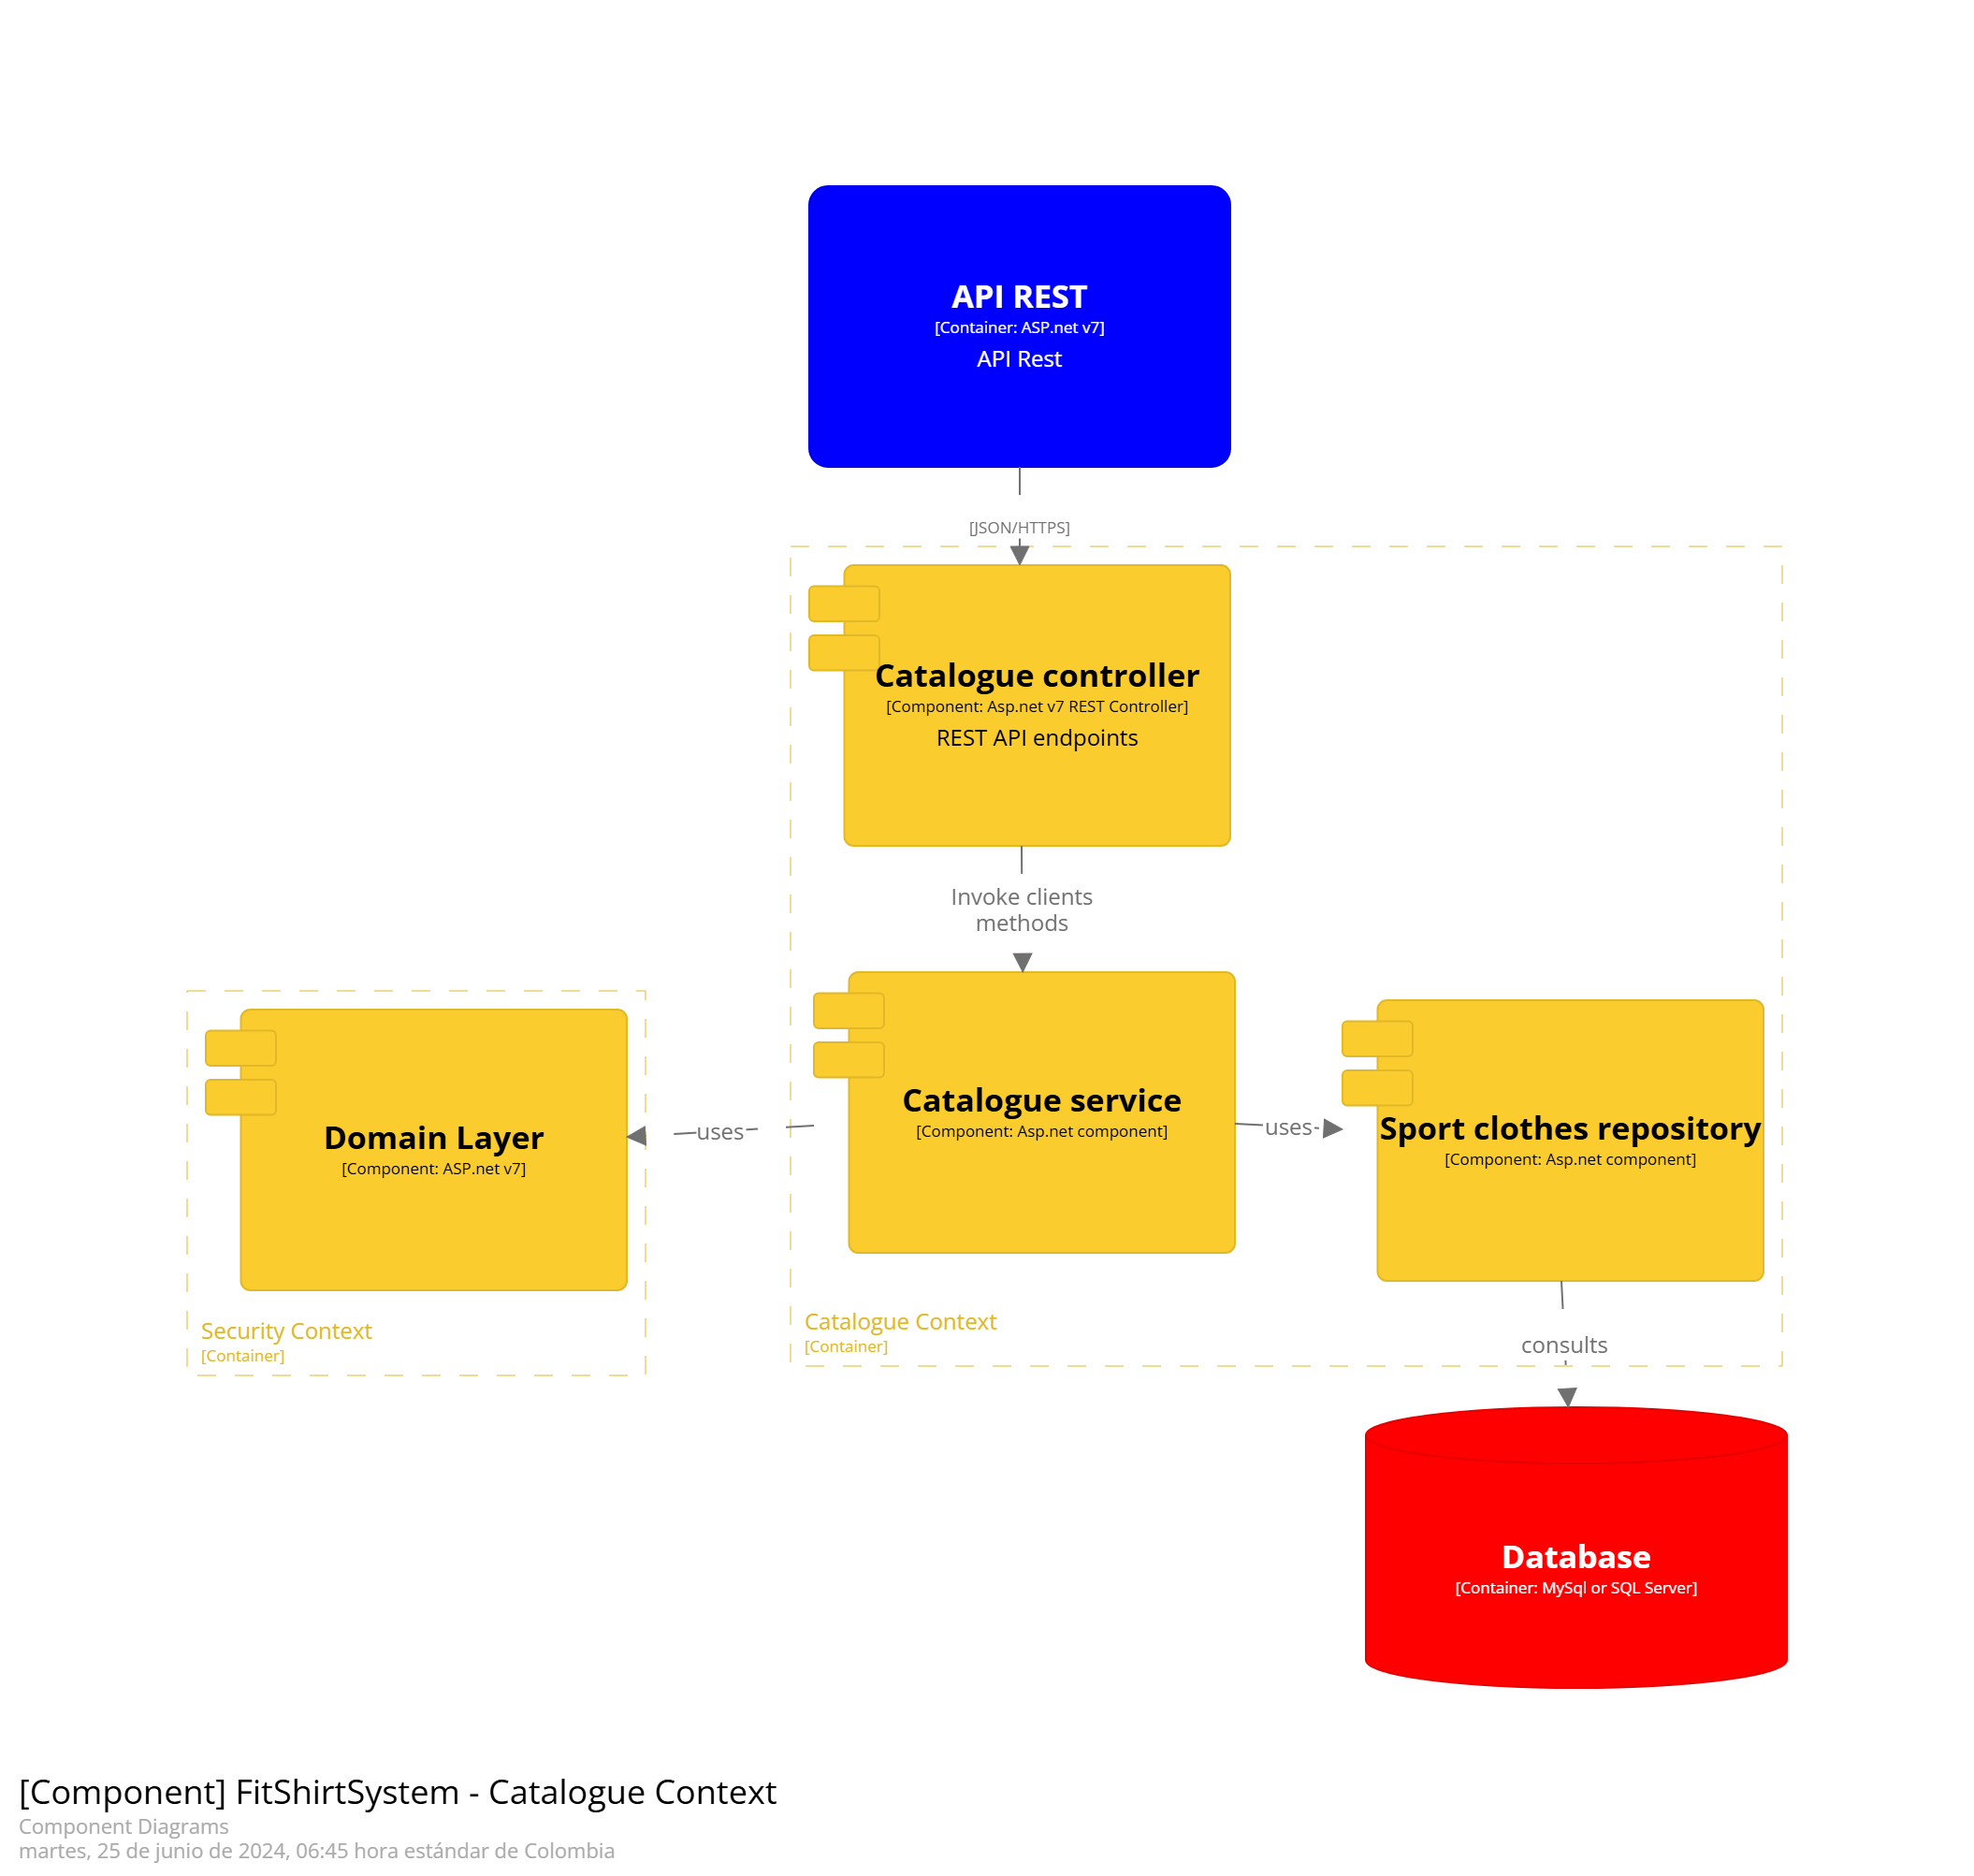 API REST
[Container: ASP.net v7]
API Rest
[JSON/HTTPS]
Catalogue controller
[Component: Asp.net v7 REST Controller]
REST API endpoints
Invoke clients
methods
Domain Layer
[Component: ASP.net v7]
Security Context
[Container]
uses
Catalogue service
[Component: Asp.net component]
uses
Sport clothes repository
[Component: Asp.net component]
Catalogue Context
[Container]
consults
Database
[Container: MySql or SQL Server]
[Component] FitShirtSystem - Catalogue Context
Component Diagrams
martes, 25 de junio de 2024, 06:45 hora estándar de Colombia